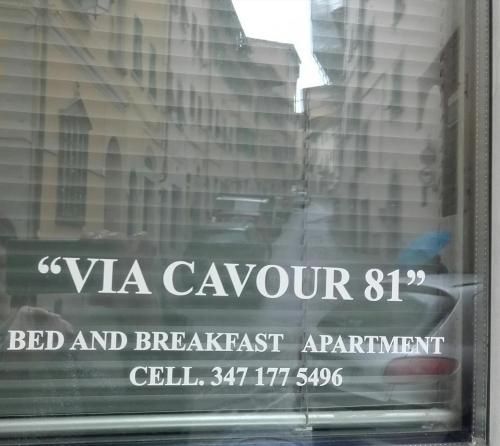 “VIA CAVOUR 81”
BED AND BREAKFAST APARTMENT
CELL. 347 177 5496